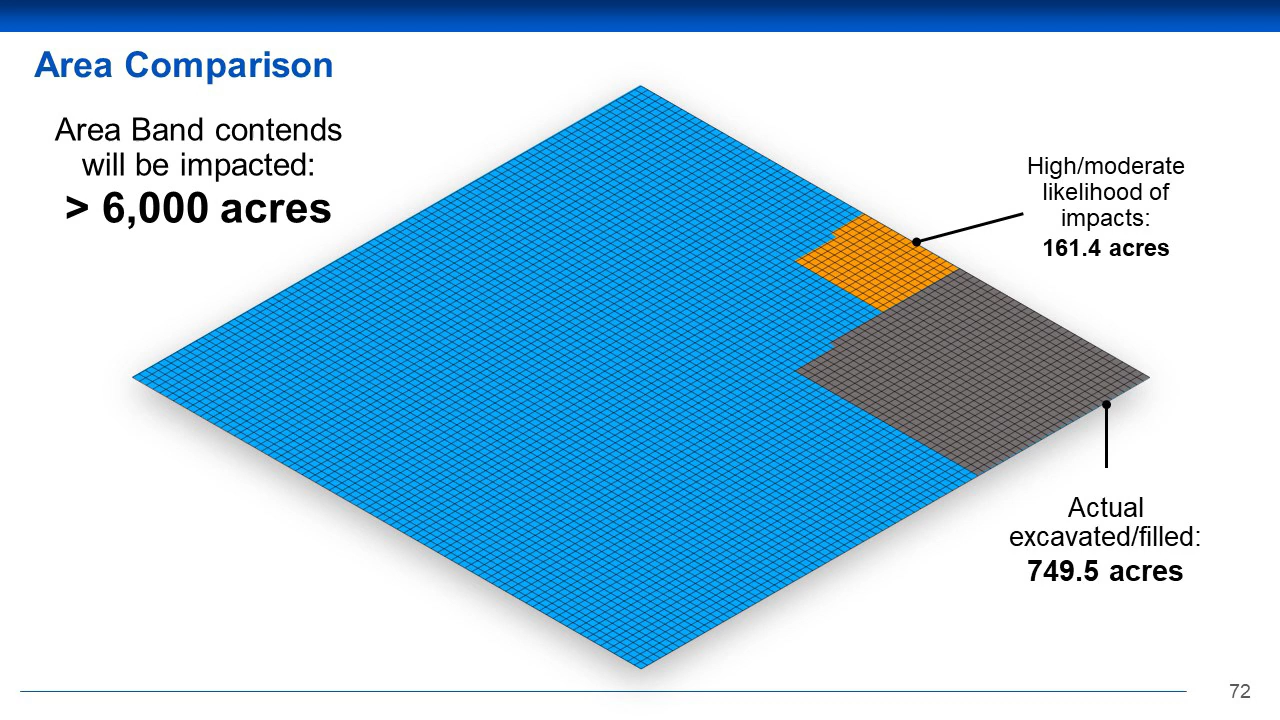 Area Comparison
Area Band contends
will be impacted:
> 6,000 acres
High/moderate
likelihood of
impacts:
161.4 acres
Actual
excavated/filled:
749.5 acres
72